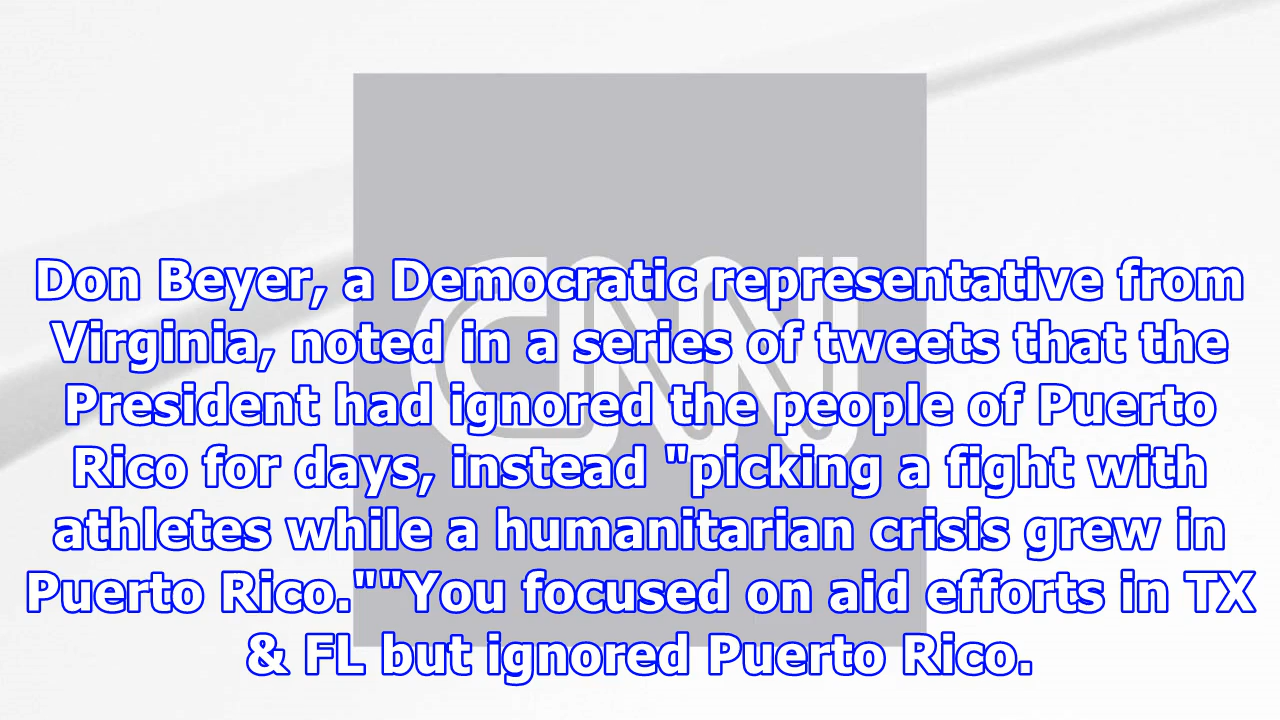 CNN
Don Beyer, a Democratic representative from
Virginia, noted in a series of tweets that the
President had ignored the people of Puerto
Rico for days, instead "picking a fight with
athletes while a humanitarian crisis grew in
Puerto Rico.""You focused on aid efforts in TX
& FL but ignored Puerto Rico.